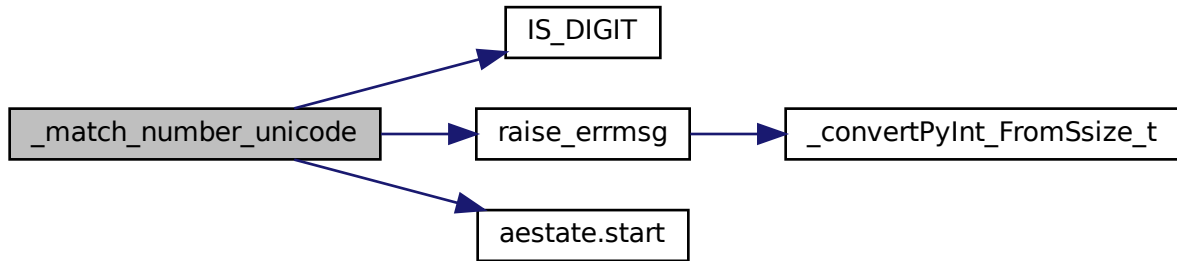 IS_DIGIT
_match_number_unicode
raise_errmsg
_convertPyInt_FromSsize_t
aestate.start